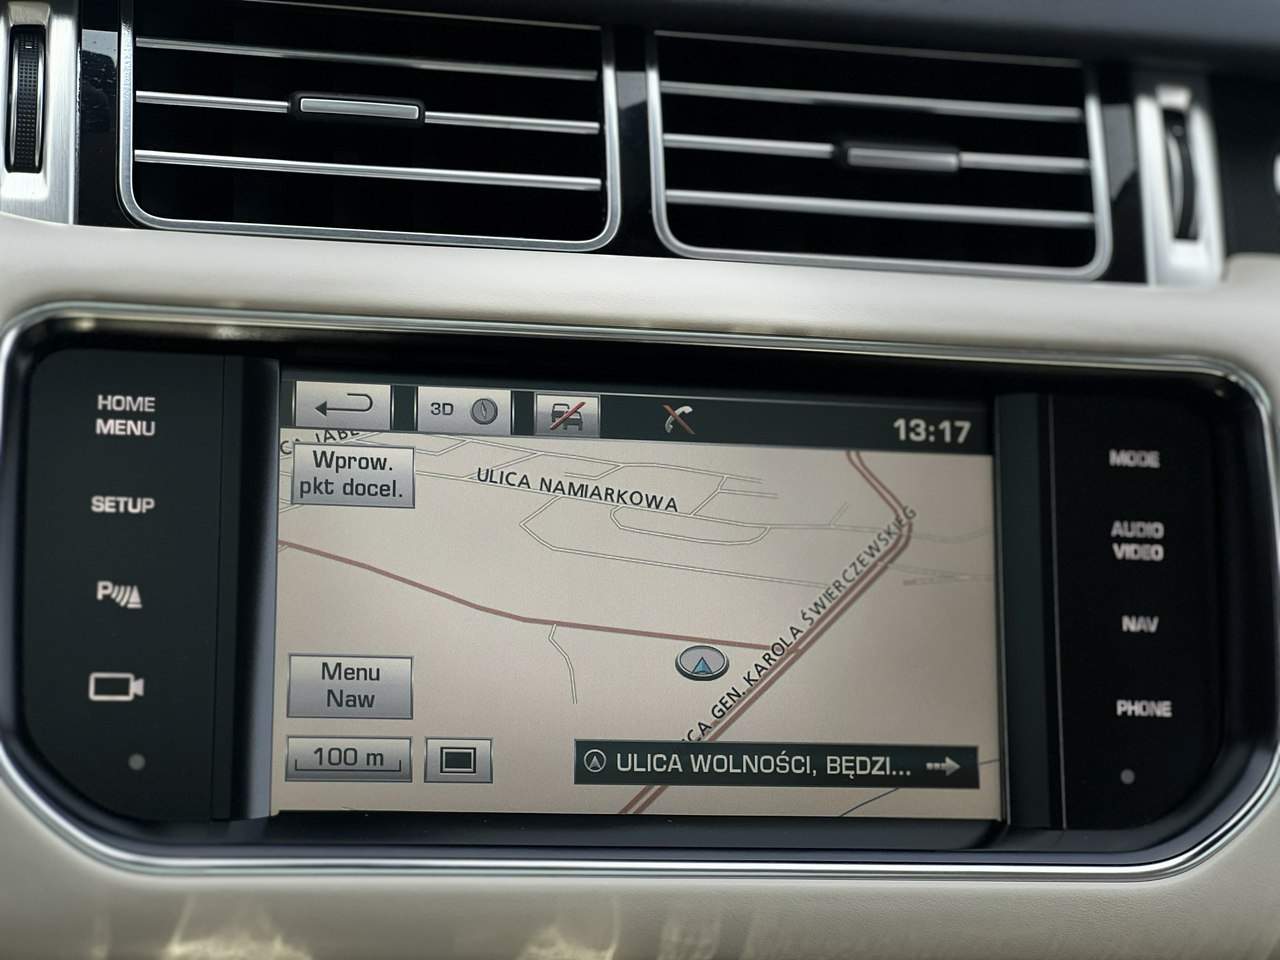 HOME
MENU
SETUP
P
3D
13:17
Wprow.
pkt docel.
ULICA NAMIARKOWA
GEN. KAROLA ŚWIERCZEWSKIEG
Menu
Naw
100 m
ULICA WOLNOŚCI, BĘDZI...
MODE
AUDIO
VIDEO
NAV
PHONE